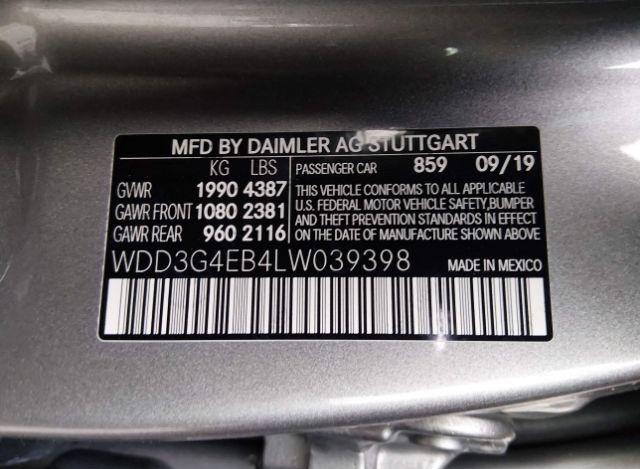 MFD BY DAIMLER AG STUTTGART
KG LBS PASSENGER CAR 859 09/19
GVWR 1990 4387 THIS VEHICLE CONFORMS TO ALL APPLICABLE
GAWR FRONT 1080 2381 U.S. FEDERAL MOTOR VEHICLE SAFETY, BUMPER
AND THEFT PREVENTION STANDARDS IN EFFECT
GAWR REAR 960 2116 ON THE DATE OF MANUFACTURE SHOWN ABOVE
WDD3G4EB4LW039398 MADE IN MEXICO